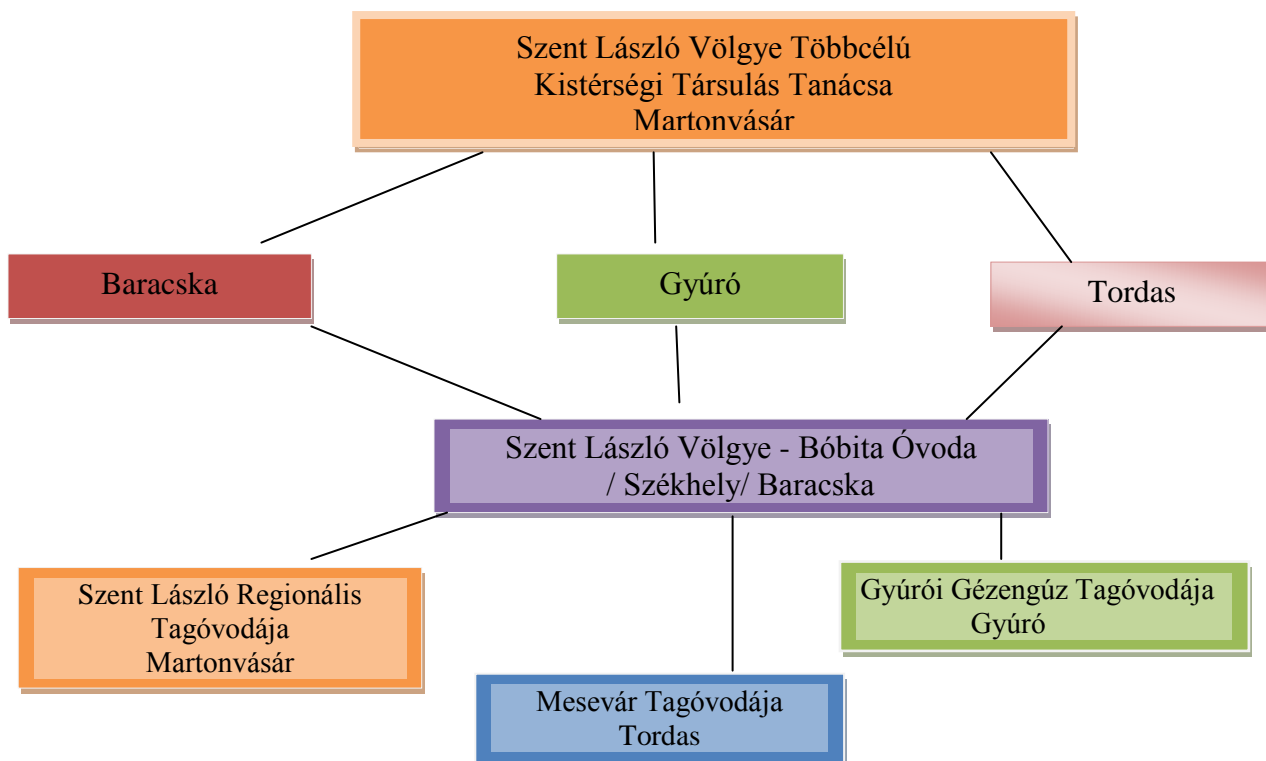 Szent László Völgye Többcélú
Kistérségi Társulás Tanácsa
Martonvásár
Baracska
Gyúró
Tordas
Szent László Völgye - Bóbita Óvoda
/ Székhely/ Baracska
Szent László Regionális
Tagóvodája
Martonvásár
Gyúrói Gézengúz Tagóvodája
Gyúró
Mesevár Tagóvodája
Tordas